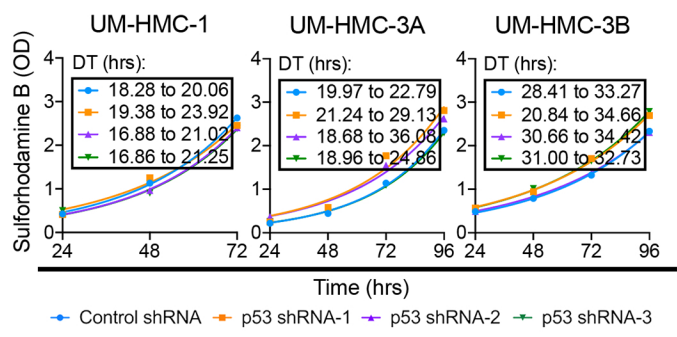 UM-HMC-1 UM-HMC-3A UM-HMC-3B
Sulforhodamine B (OD)
DT (hrs):
18.28 to 20.06
19.38 to 23.92
16.88 to 21.02
16.86 to 21.25
4
3
2
1
0
24 48 72
DT (hrs):
19.97 to 22.79
21.24 to 29.13
18.68 to 36.08
18.96 to 24.86
4
3
2
1
0
24 48 72 96
DT (hrs):
28.41 to 33.27
20.84 to 34.66
30.66 to 34.42
31.00 to 32.73
4
3
2
1
0
24 48 72 96
Time (hrs)
Control shRNA p53 shRNA-1 p53 shRNA-2 p53 shRNA-3